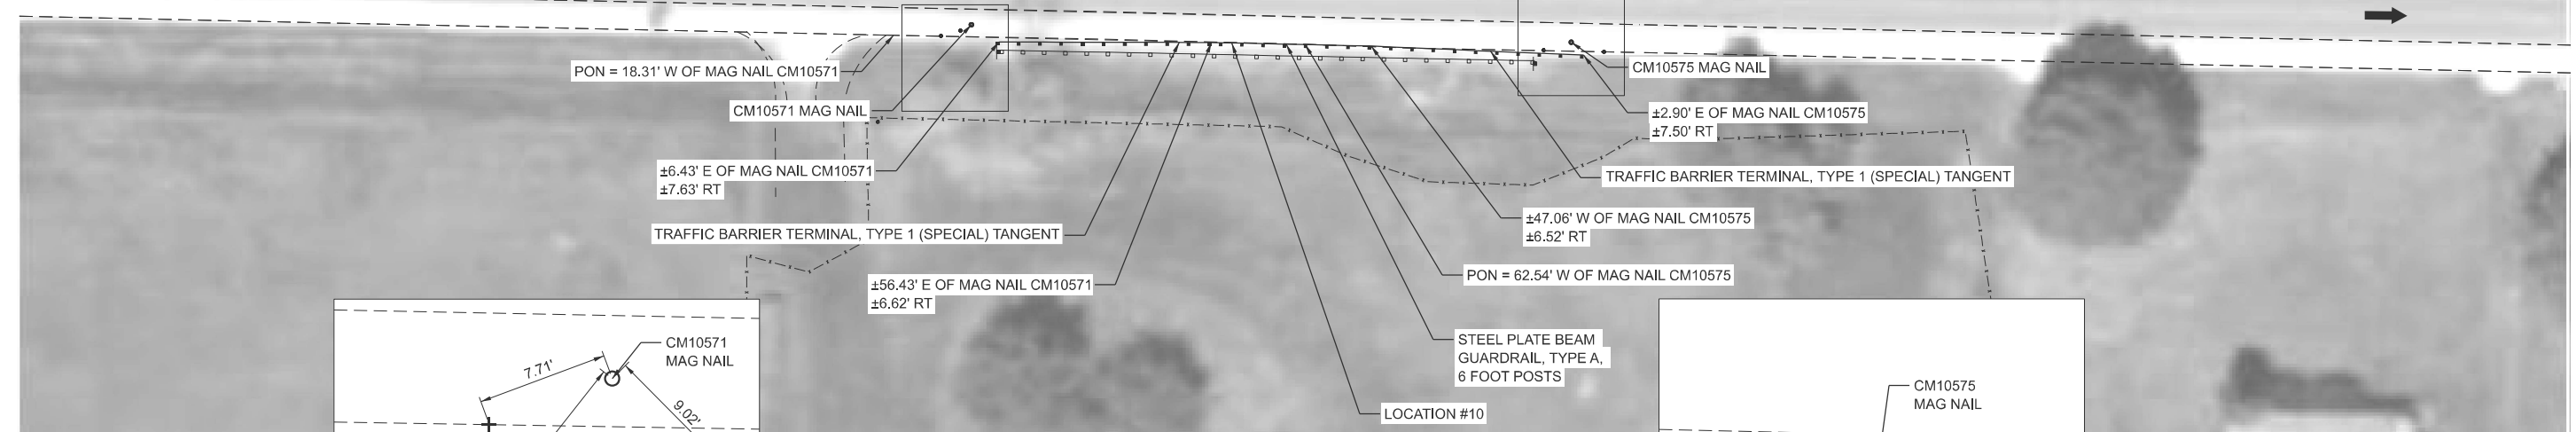 PON = 18.31' W OF MAG NAIL CM10571
CM10571 MAG NAIL
±6.43' E OF MAG NAIL CM10571
±7.63' RT
TRAFFIC BARRIER TERMINAL, TYPE 1 (SPECIAL) TANGENT
±56.43' E OF MAG NAIL CM10571
±6.62' RT
CM10575 MAG NAIL
±2.90' E OF MAG NAIL CM10575
±7.50' RT
TRAFFIC BARRIER TERMINAL, TYPE 1 (SPECIAL) TANGENT
±47.06' W OF MAG NAIL CM10575
±6.52' RT
PON = 62.54' W OF MAG NAIL CM10575
STEEL PLATE BEAM
GUARDRAIL, TYPE A,
6 FOOT POSTS
LOCATION #10
CM10571
MAG NAIL
7.71'
9.02'
CM10575
MAG NAIL